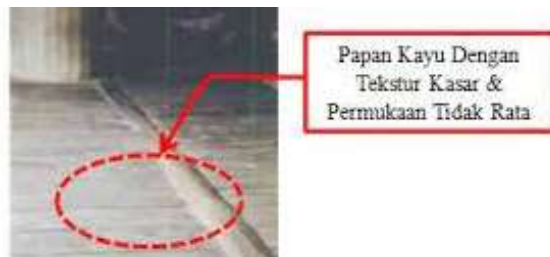 Papan Kayu Dengan
Tekstur Kasar &
Permukaan Tidak Rata